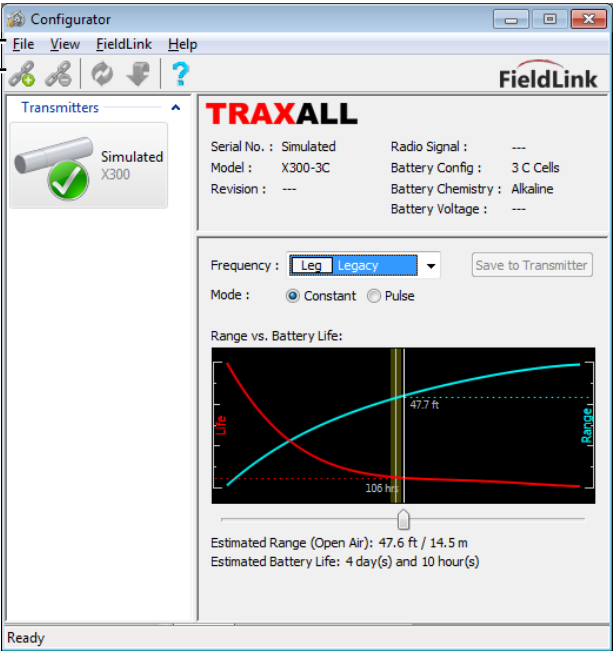 Configurator
File View FieldLink Help
? FieldLink
Transmitters
Simulated
X300
TRAXALL
Serial No. : Simulated Radio Signal : ---
Model : X300-3C Battery Config : 3 C Cells
Revision : --- Battery Chemistry : Alkaline
Battery Voltage : ---
Frequency : Leg Legacy Save to Transmitter
Mode : Constant Pulse
Range vs. Battery Life:
47.7 ft
Life
Range
106 hrs
Estimated Range (Open Air): 47.6 ft / 14.5 m
Estimated Battery Life: 4 day(s) and 10 hour(s)
Ready